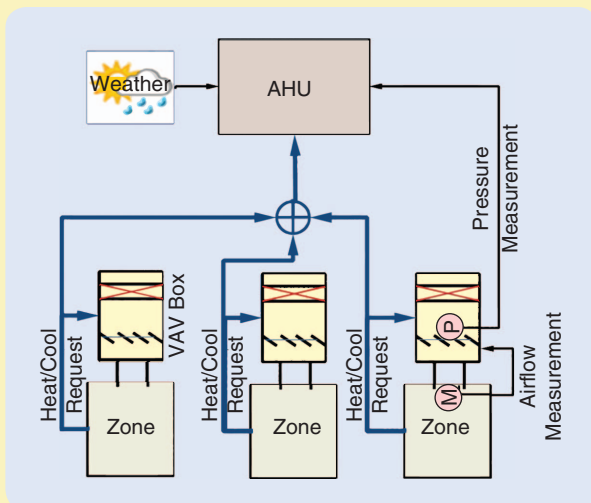 Weather
AHU
Pressure
Measurement
VAV Box
P
Heat/Cool
Request
Heat/Cool
Request
Heat/Cool
Request
Airflow
Measurement
M
Zone
Zone
Zone